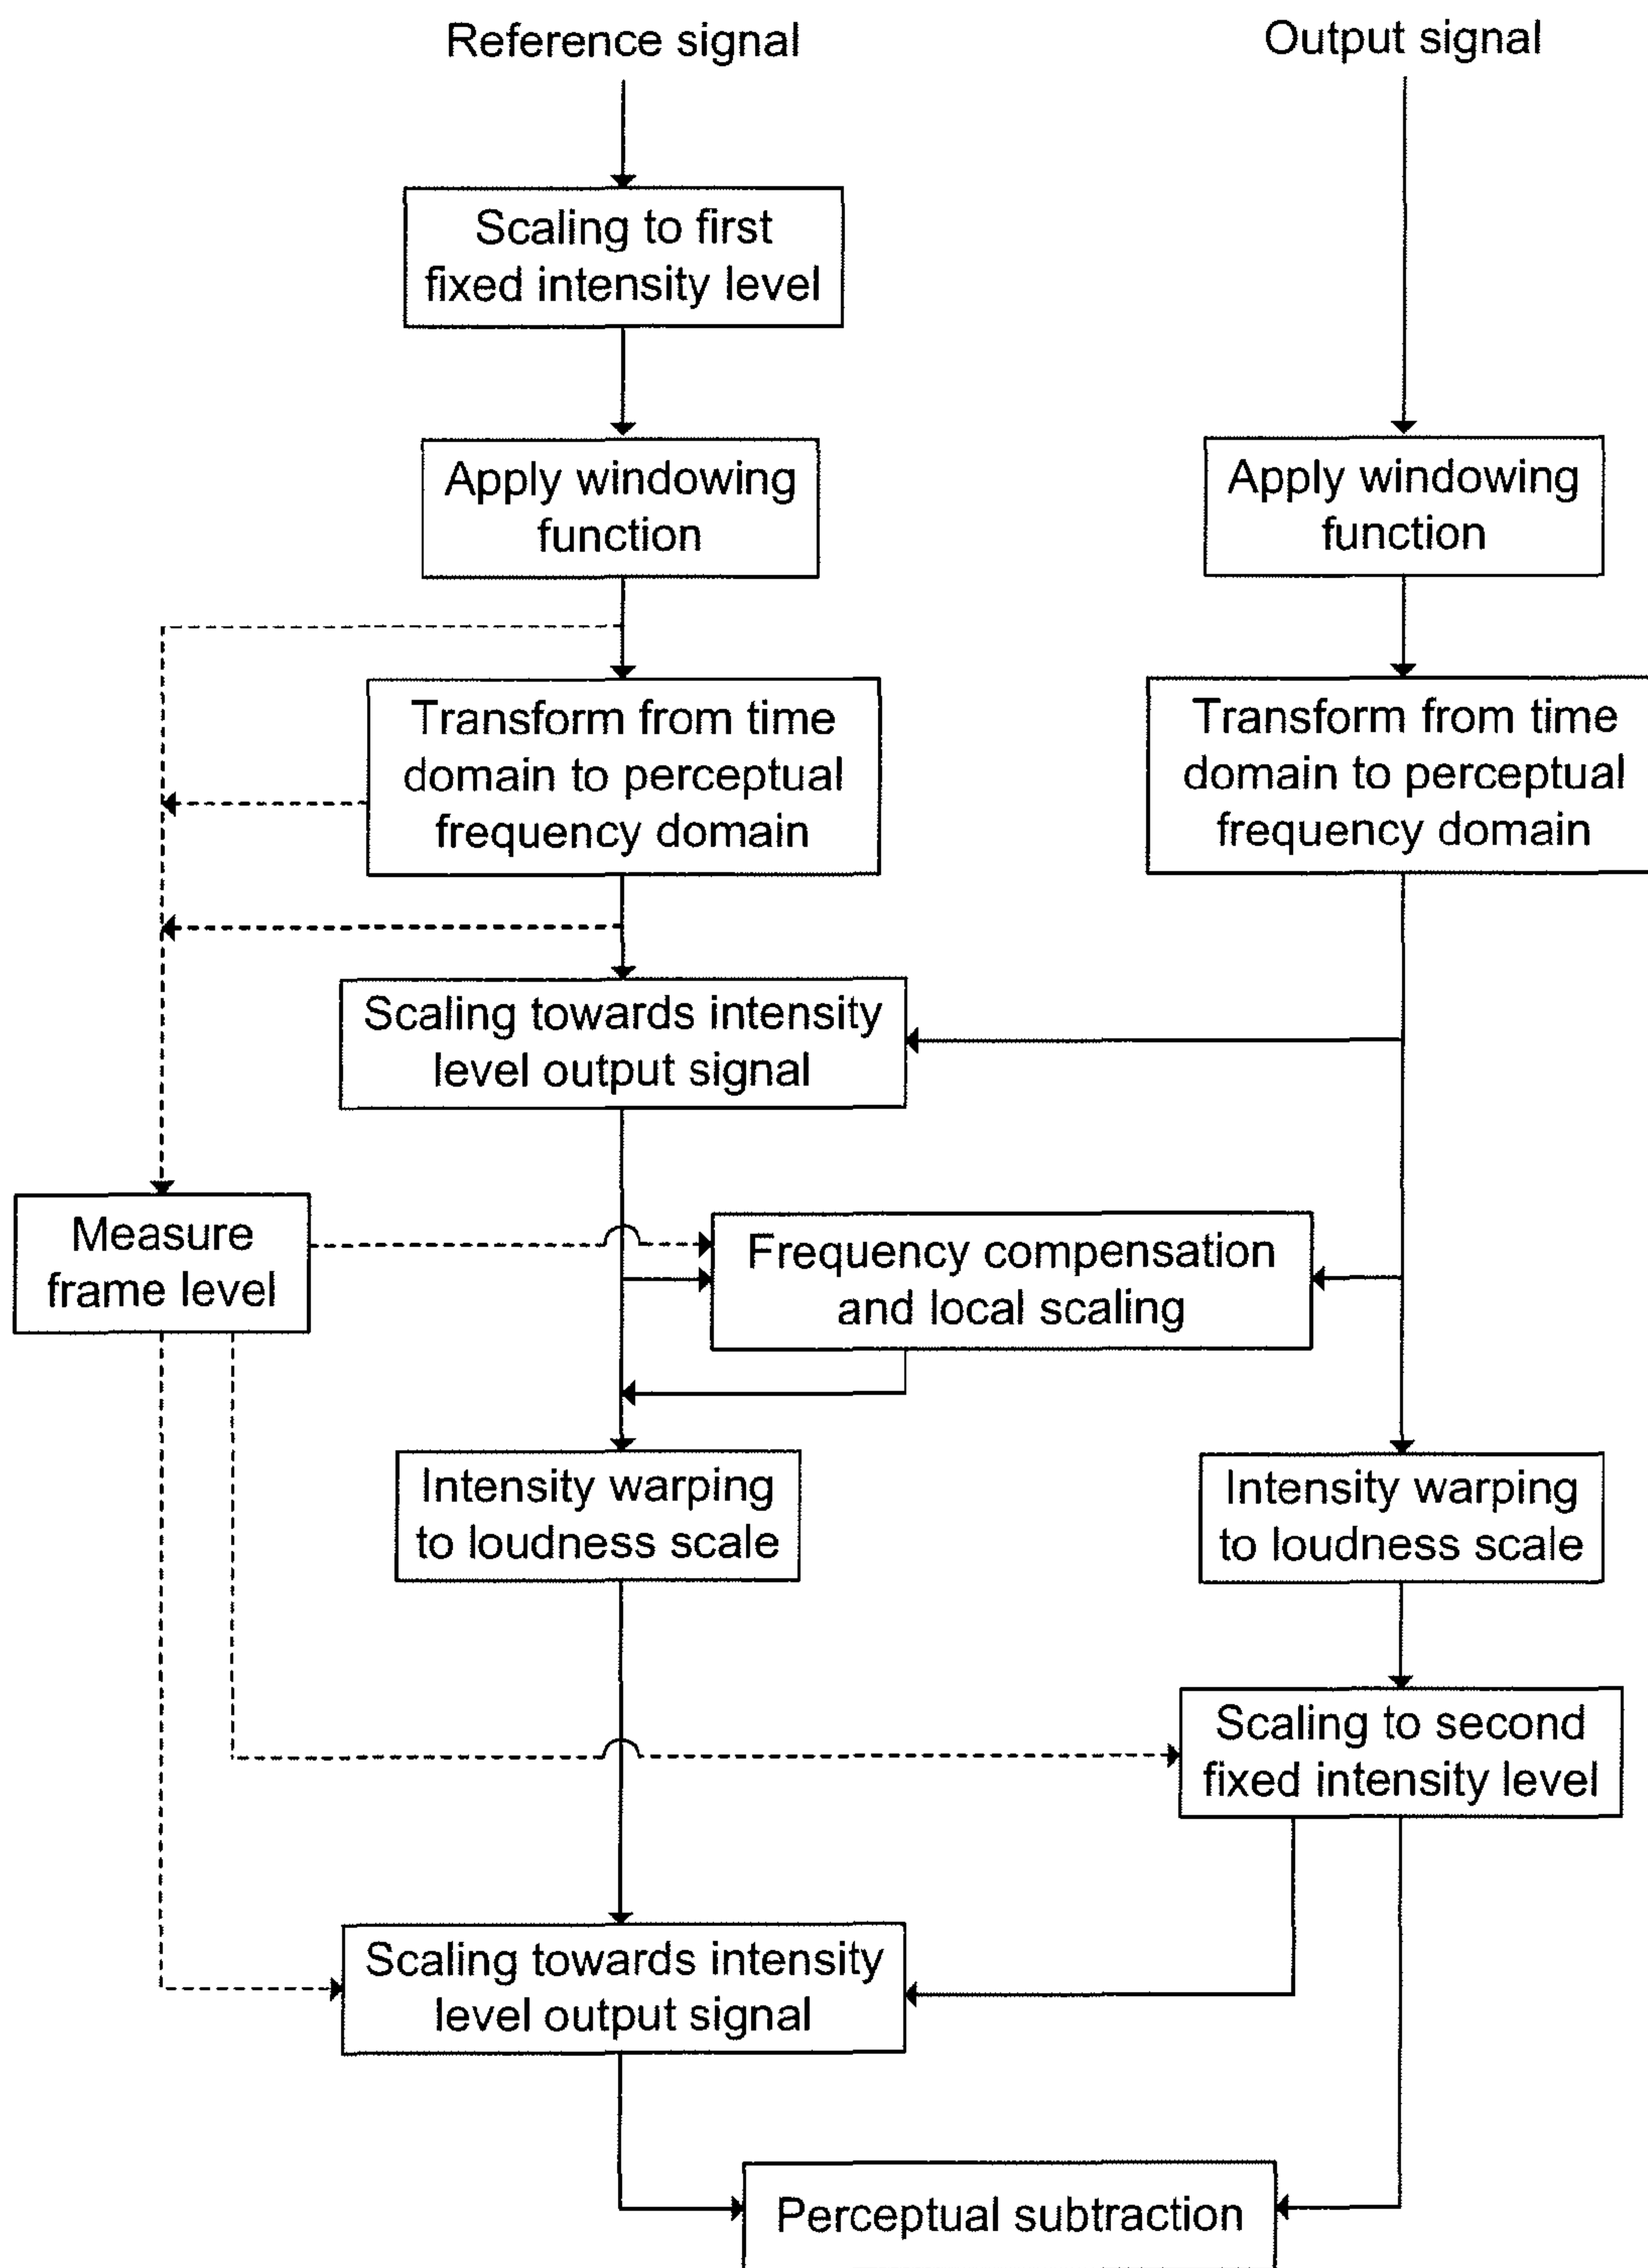 Reference signal
Output signal
Scaling to first
fixed intensity level
Apply windowing
function
Apply windowing
function
Transform from time
domain to perceptual
frequency domain
Transform from time
domain to perceptual
frequency domain
Scaling towards intensity
level output signal
Measure
frame level
Frequency compensation
and local scaling
Intensity warping
to loudness scale
Intensity warping
to loudness scale
Scaling to second
fixed intensity level
Scaling towards intensity
level output signal
Perceptual subtraction